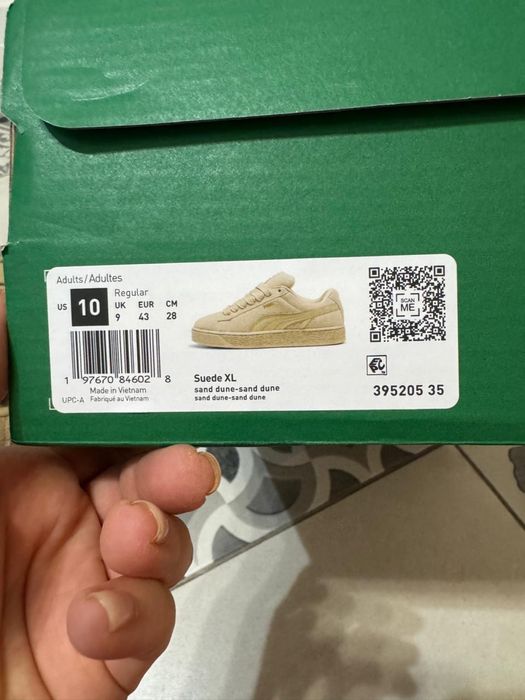 Adults/Adultes
Regular
US 10 UK EUR CM
9 43 28
1 97670 84602 8
Made in Vietnam
UPC-A Fabriqué au Vietnam
Suede XL
sand dune-sand dune
sand dune-sand dune
SCAN
ME
395205 35